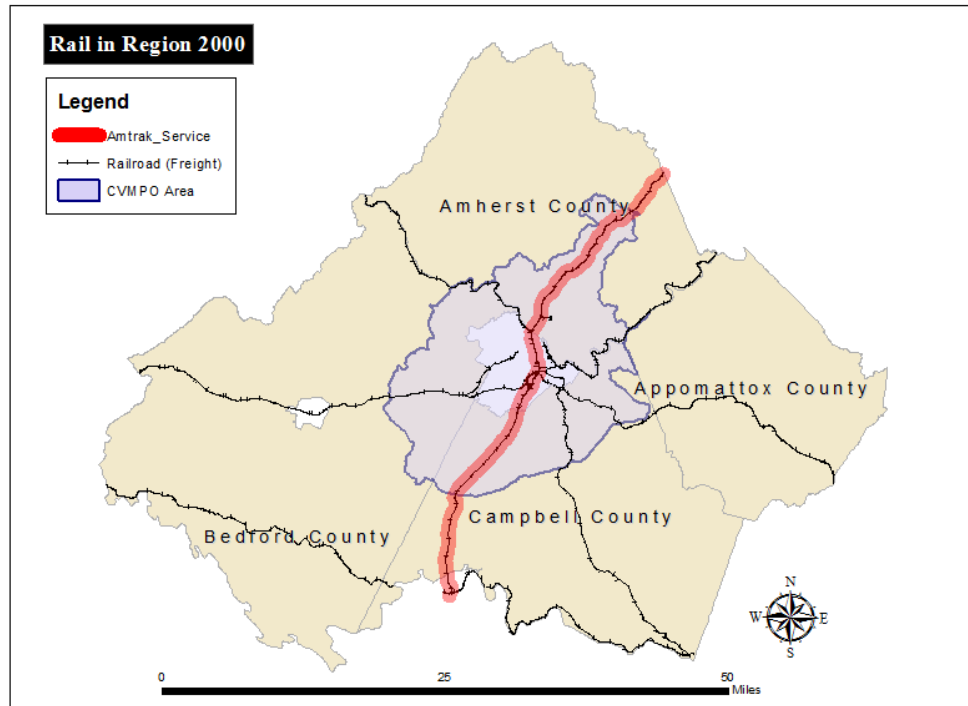 Rail in Region 2000
Legend
Amtrak_Service
Railroad (Freight)
CVMPO Area
Amherst County
Appomattox County
Campbell County
Bedford County
N
W E
S
0 25 50
Miles